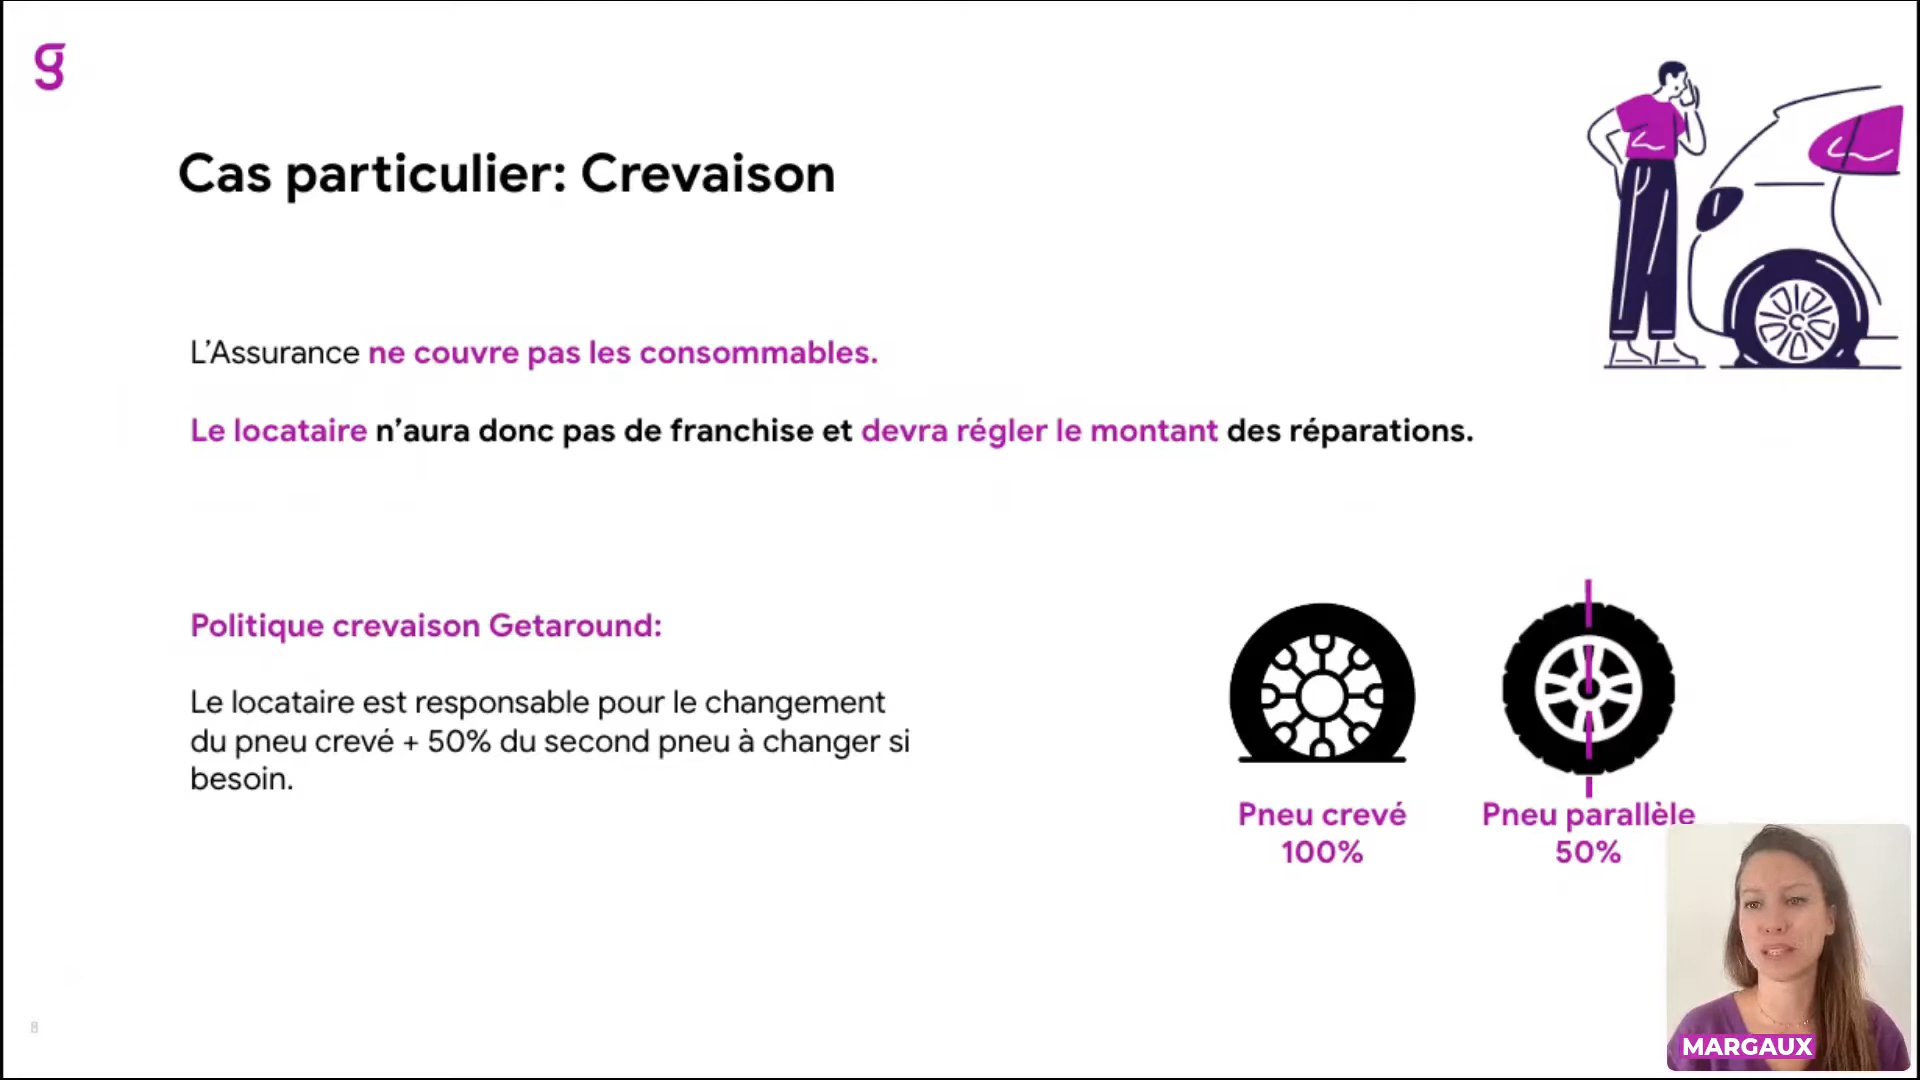 g
Cas particulier: Crevaison
L'Assurance ne couvre pas les consommables.
Le locataire n'aura donc pas de franchise et devra régler le montant des réparations.
Politique crevaison Getaround:
Le locataire est responsable pour le changement
du pneu crevé + 50% du second pneu à changer si
besoin.
Pneu crevé
100%
Pneu parallèle
50%
8
MARGAUX